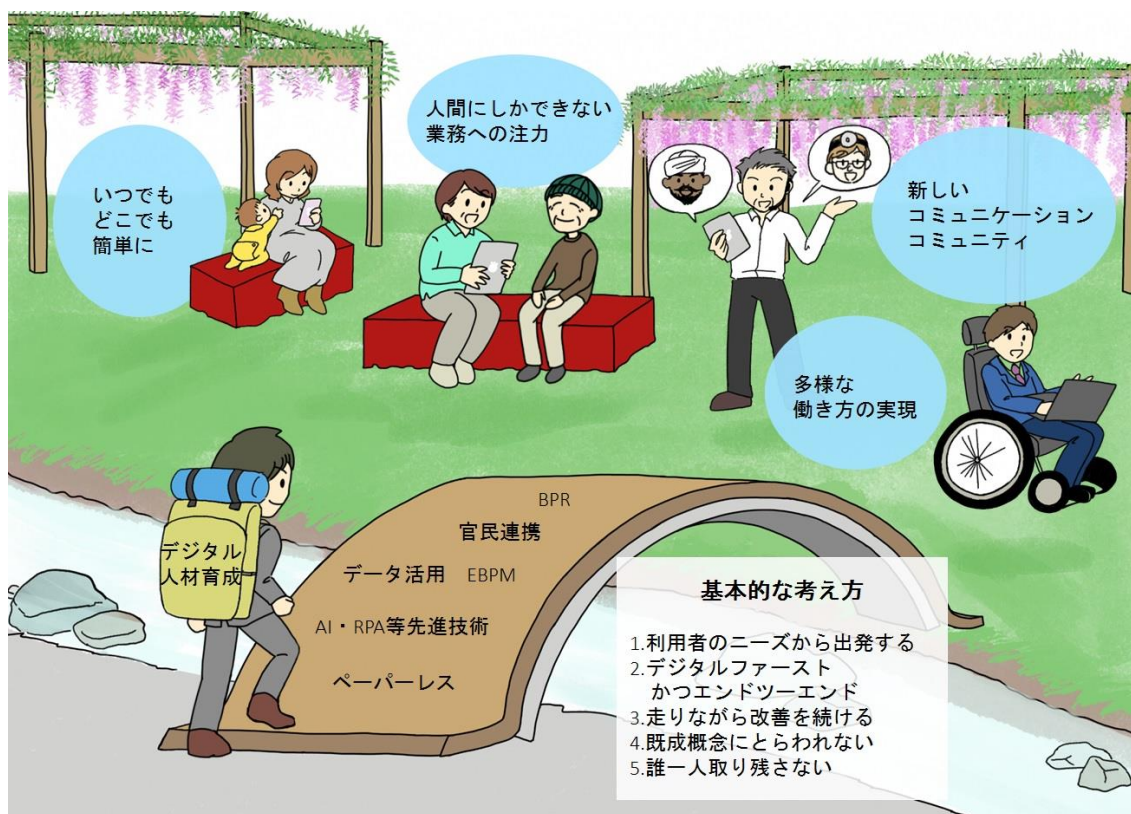 いつでも
どこでも
簡単に
人間にしかできない
業務への注力
新しい
コミュニケーション
コミュニティ
多様な
働き方の実現
デジタル
人材育成
BPR
官民連携
データ活用 EBPM
AI・RPA等先進技術
ペーパーレス
基本的な考え方
1.利用者のニーズから出発する
2.デジタルファースト
かつエンドツーエンド
3.走りながら改善を続ける
4.既成概念にとらわれない
5.誰一人取り残さない